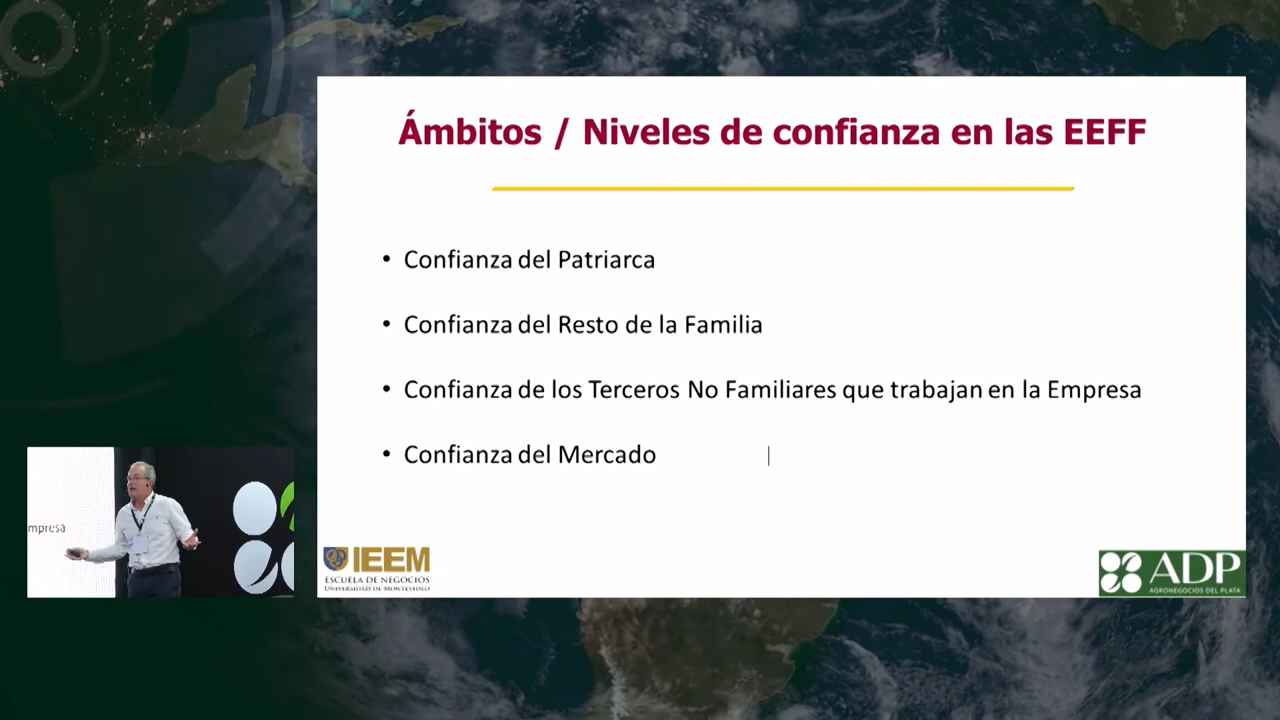 Ámbitos / Niveles de confianza en las EEFF
• Confianza del Patriarca
• Confianza del Resto de la Familia
• Confianza de los Terceros No Familiares que trabajan en la Empresa
• Confianza del Mercado
mpresa
IEEM
ESCUELA DE NEGOCIOS
UNIVERSIDAD DE MONTEVIDEO
ADP
AGRONEGOCIOS DEL PLATA